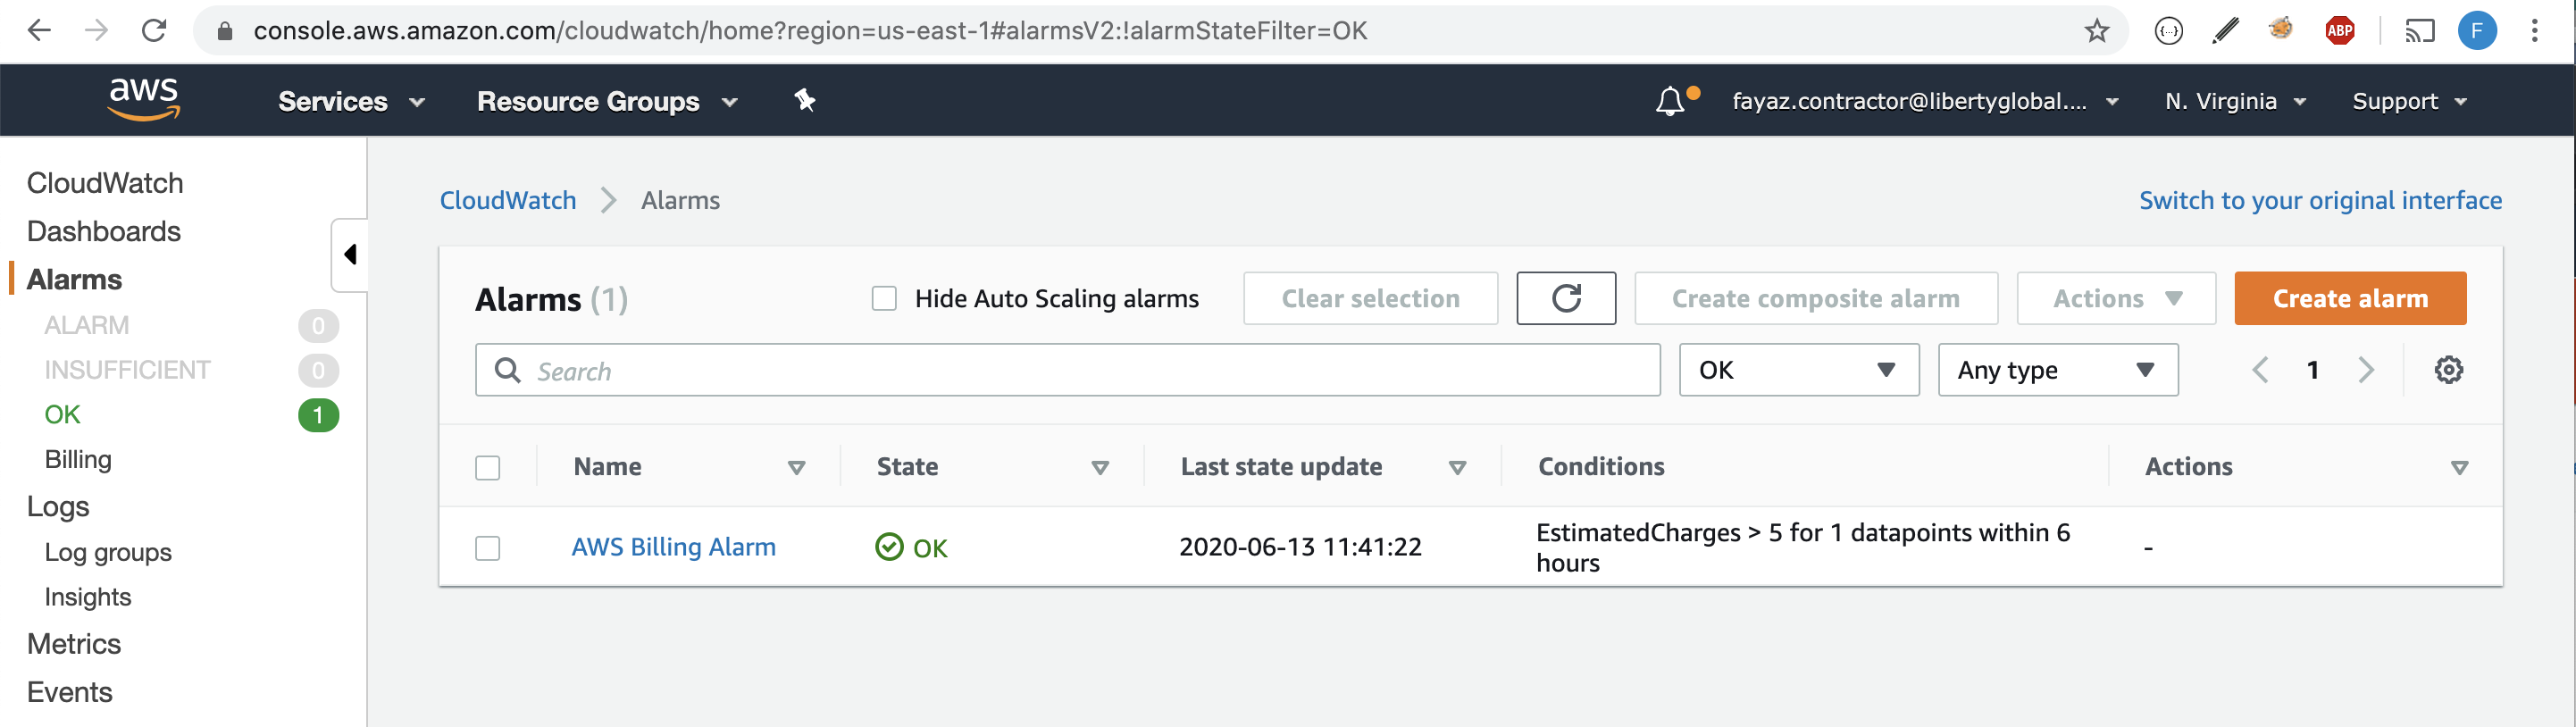 console.aws.amazon.com/cloudwatch/home?region=us-east-1#alarmsV2:!alarmStateFilter=OK
{...}
ABP
F
aws
Services
Resource Groups
fayaz.contractor@libertyglobal....
N. Virginia
Support
CloudWatch
Dashboards
Alarms
ALARM 0
INSUFFICIENT 0
OK 1
Billing
Logs
Log groups
Insights
Metrics
Events
CloudWatch
Alarms
Switch to your original interface
Alarms (1)
Hide Auto Scaling alarms
Clear selection
Create composite alarm
Actions
Create alarm
Search
OK
Any type
1
Name
State
Last state update
Conditions
Actions
AWS Billing Alarm
OK
2020-06-13 11:41:22
EstimatedCharges > 5 for 1 datapoints within 6
hours
-